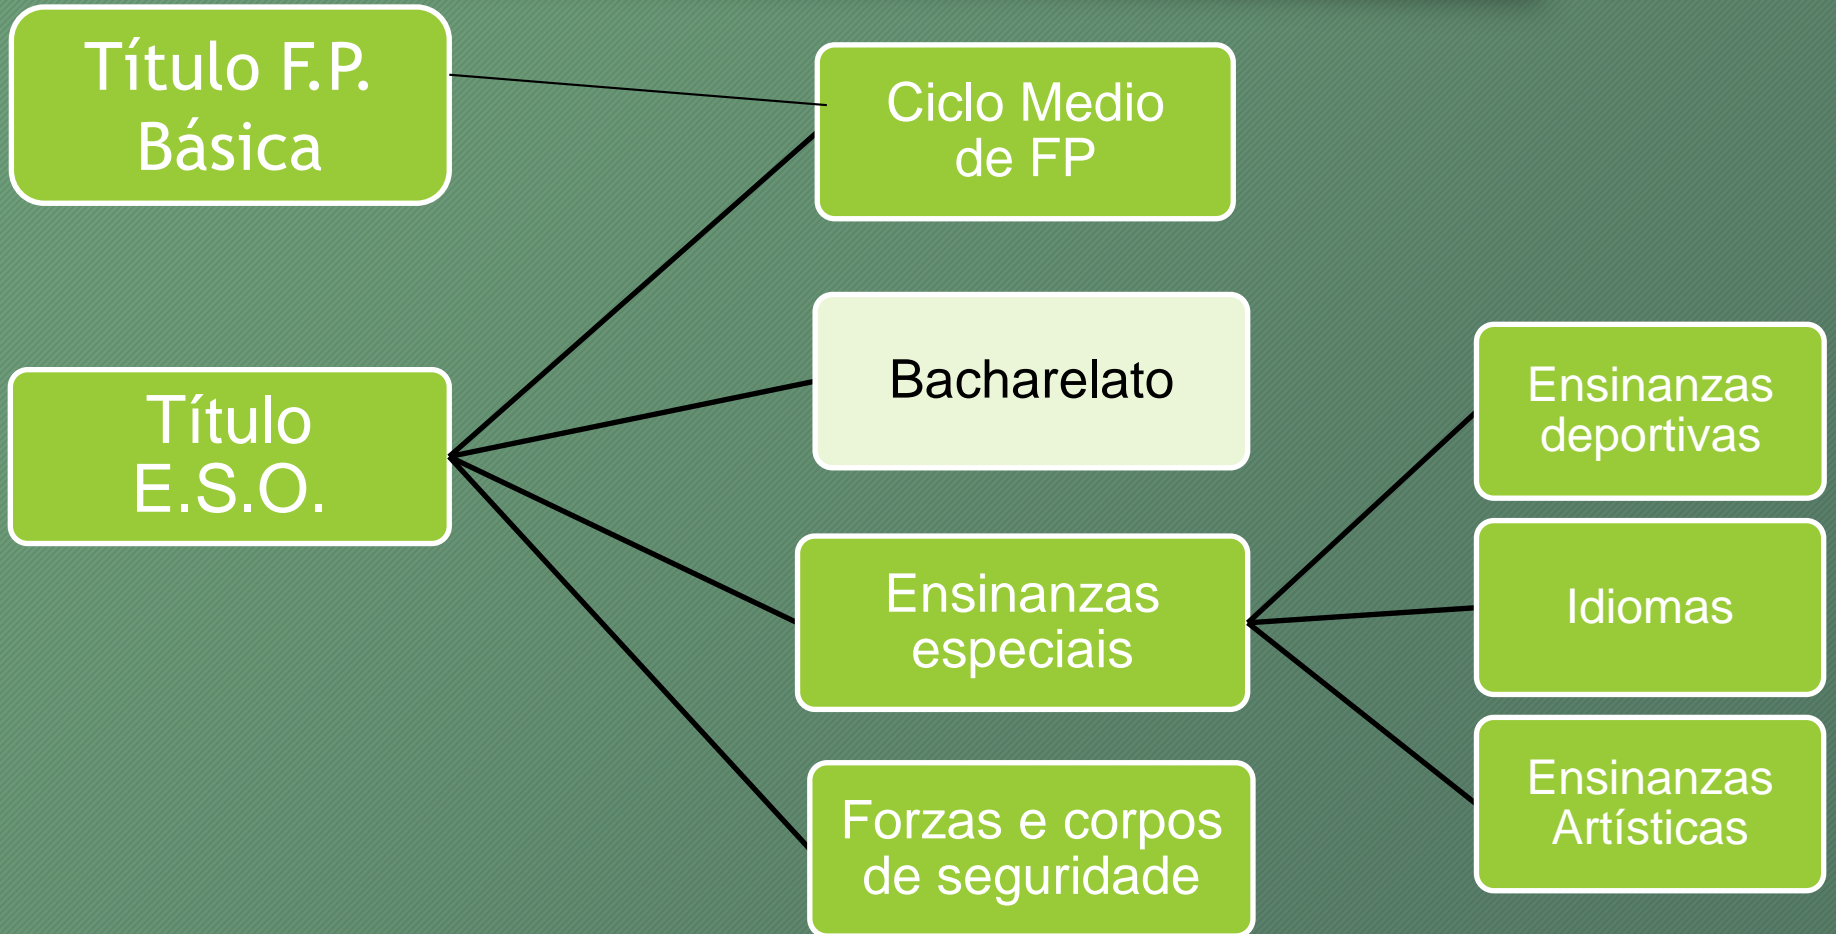 Título F.P.
Básica
Ciclo Medio
de FP
Título
E.S.O.
Bacharelato
Ensinanzas
especiais
Forzas e corpos
de seguridade
Ensinanzas
deportivas
Idiomas
Ensinanzas
Artísticas